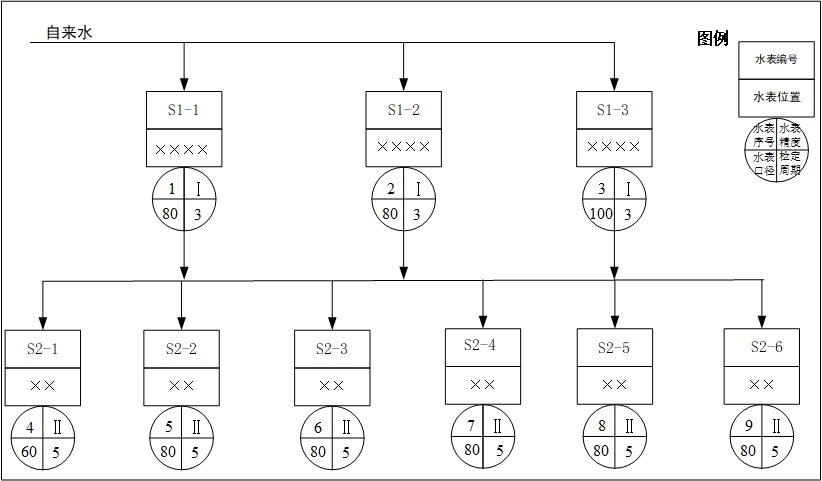 自来水
图例
水表编号
水表位置
水表 水表
序号 精度
水表 检定
口径 周期
S1-1
××××
1 Ⅰ
80 3
S1-2
××××
2 Ⅰ
80 3
S1-3
××××
3 Ⅰ
100 3
S2-1
××
4 Ⅱ
60 5
S2-2
××
5 Ⅱ
80 5
S2-3
××
6 Ⅱ
80 5
S2-4
××
7 Ⅱ
80 5
S2-5
××
8 Ⅱ
80 5
S2-6
××
9 Ⅱ
80 5